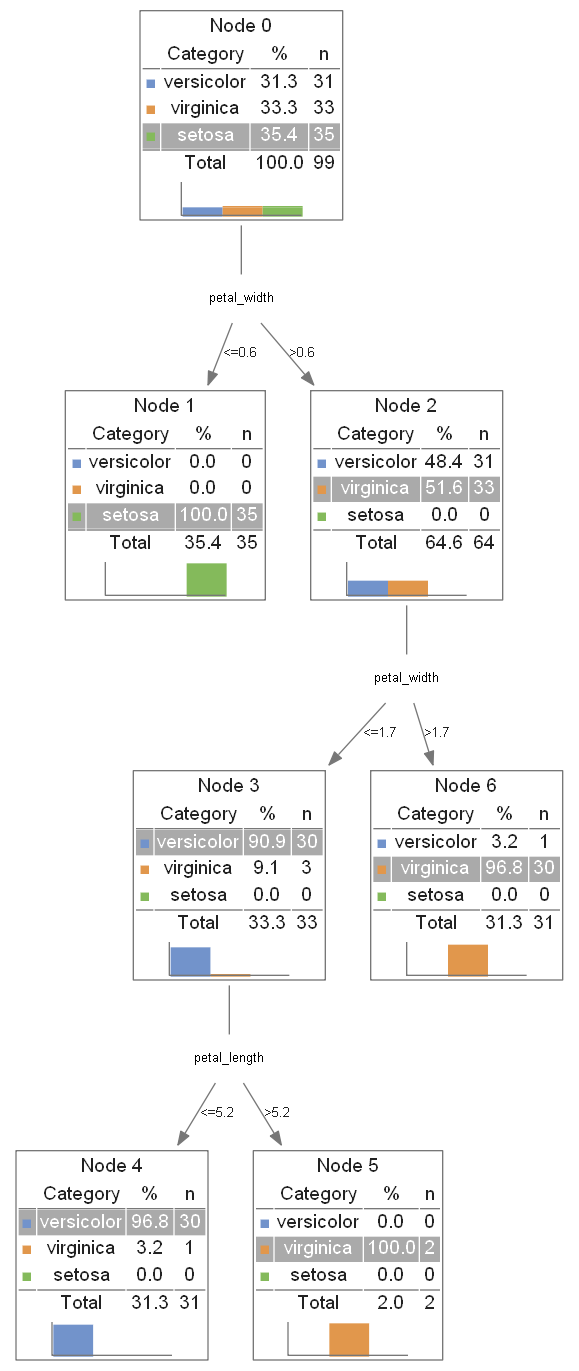 Node 0
Category % n
versicolor 31.3 31
virginica 33.3 33
setosa 35.4 35
Total 100.0 99
petal_width
<=0.6 >0.6
Node 1
Category % n
versicolor 0.0 0
virginica 0.0 0
setosa 100.0 35
Total 35.4 35
Node 2
Category % n
versicolor 48.4 31
virginica 51.6 33
setosa 0.0 0
Total 64.6 64
petal_width
<=1.7 >1.7
Node 3
Category % n
versicolor 90.9 30
virginica 9.1 3
setosa 0.0 0
Total 33.3 33
Node 6
Category % n
versicolor 3.2 1
virginica 96.8 30
setosa 0.0 0
Total 31.3 31
petal_length
<=5.2 >5.2
Node 4
Category % n
versicolor 96.8 30
virginica 3.2 1
setosa 0.0 0
Total 31.3 31
Node 5
Category % n
versicolor 0.0 0
virginica 100.0 2
setosa 0.0 0
Total 2.0 2